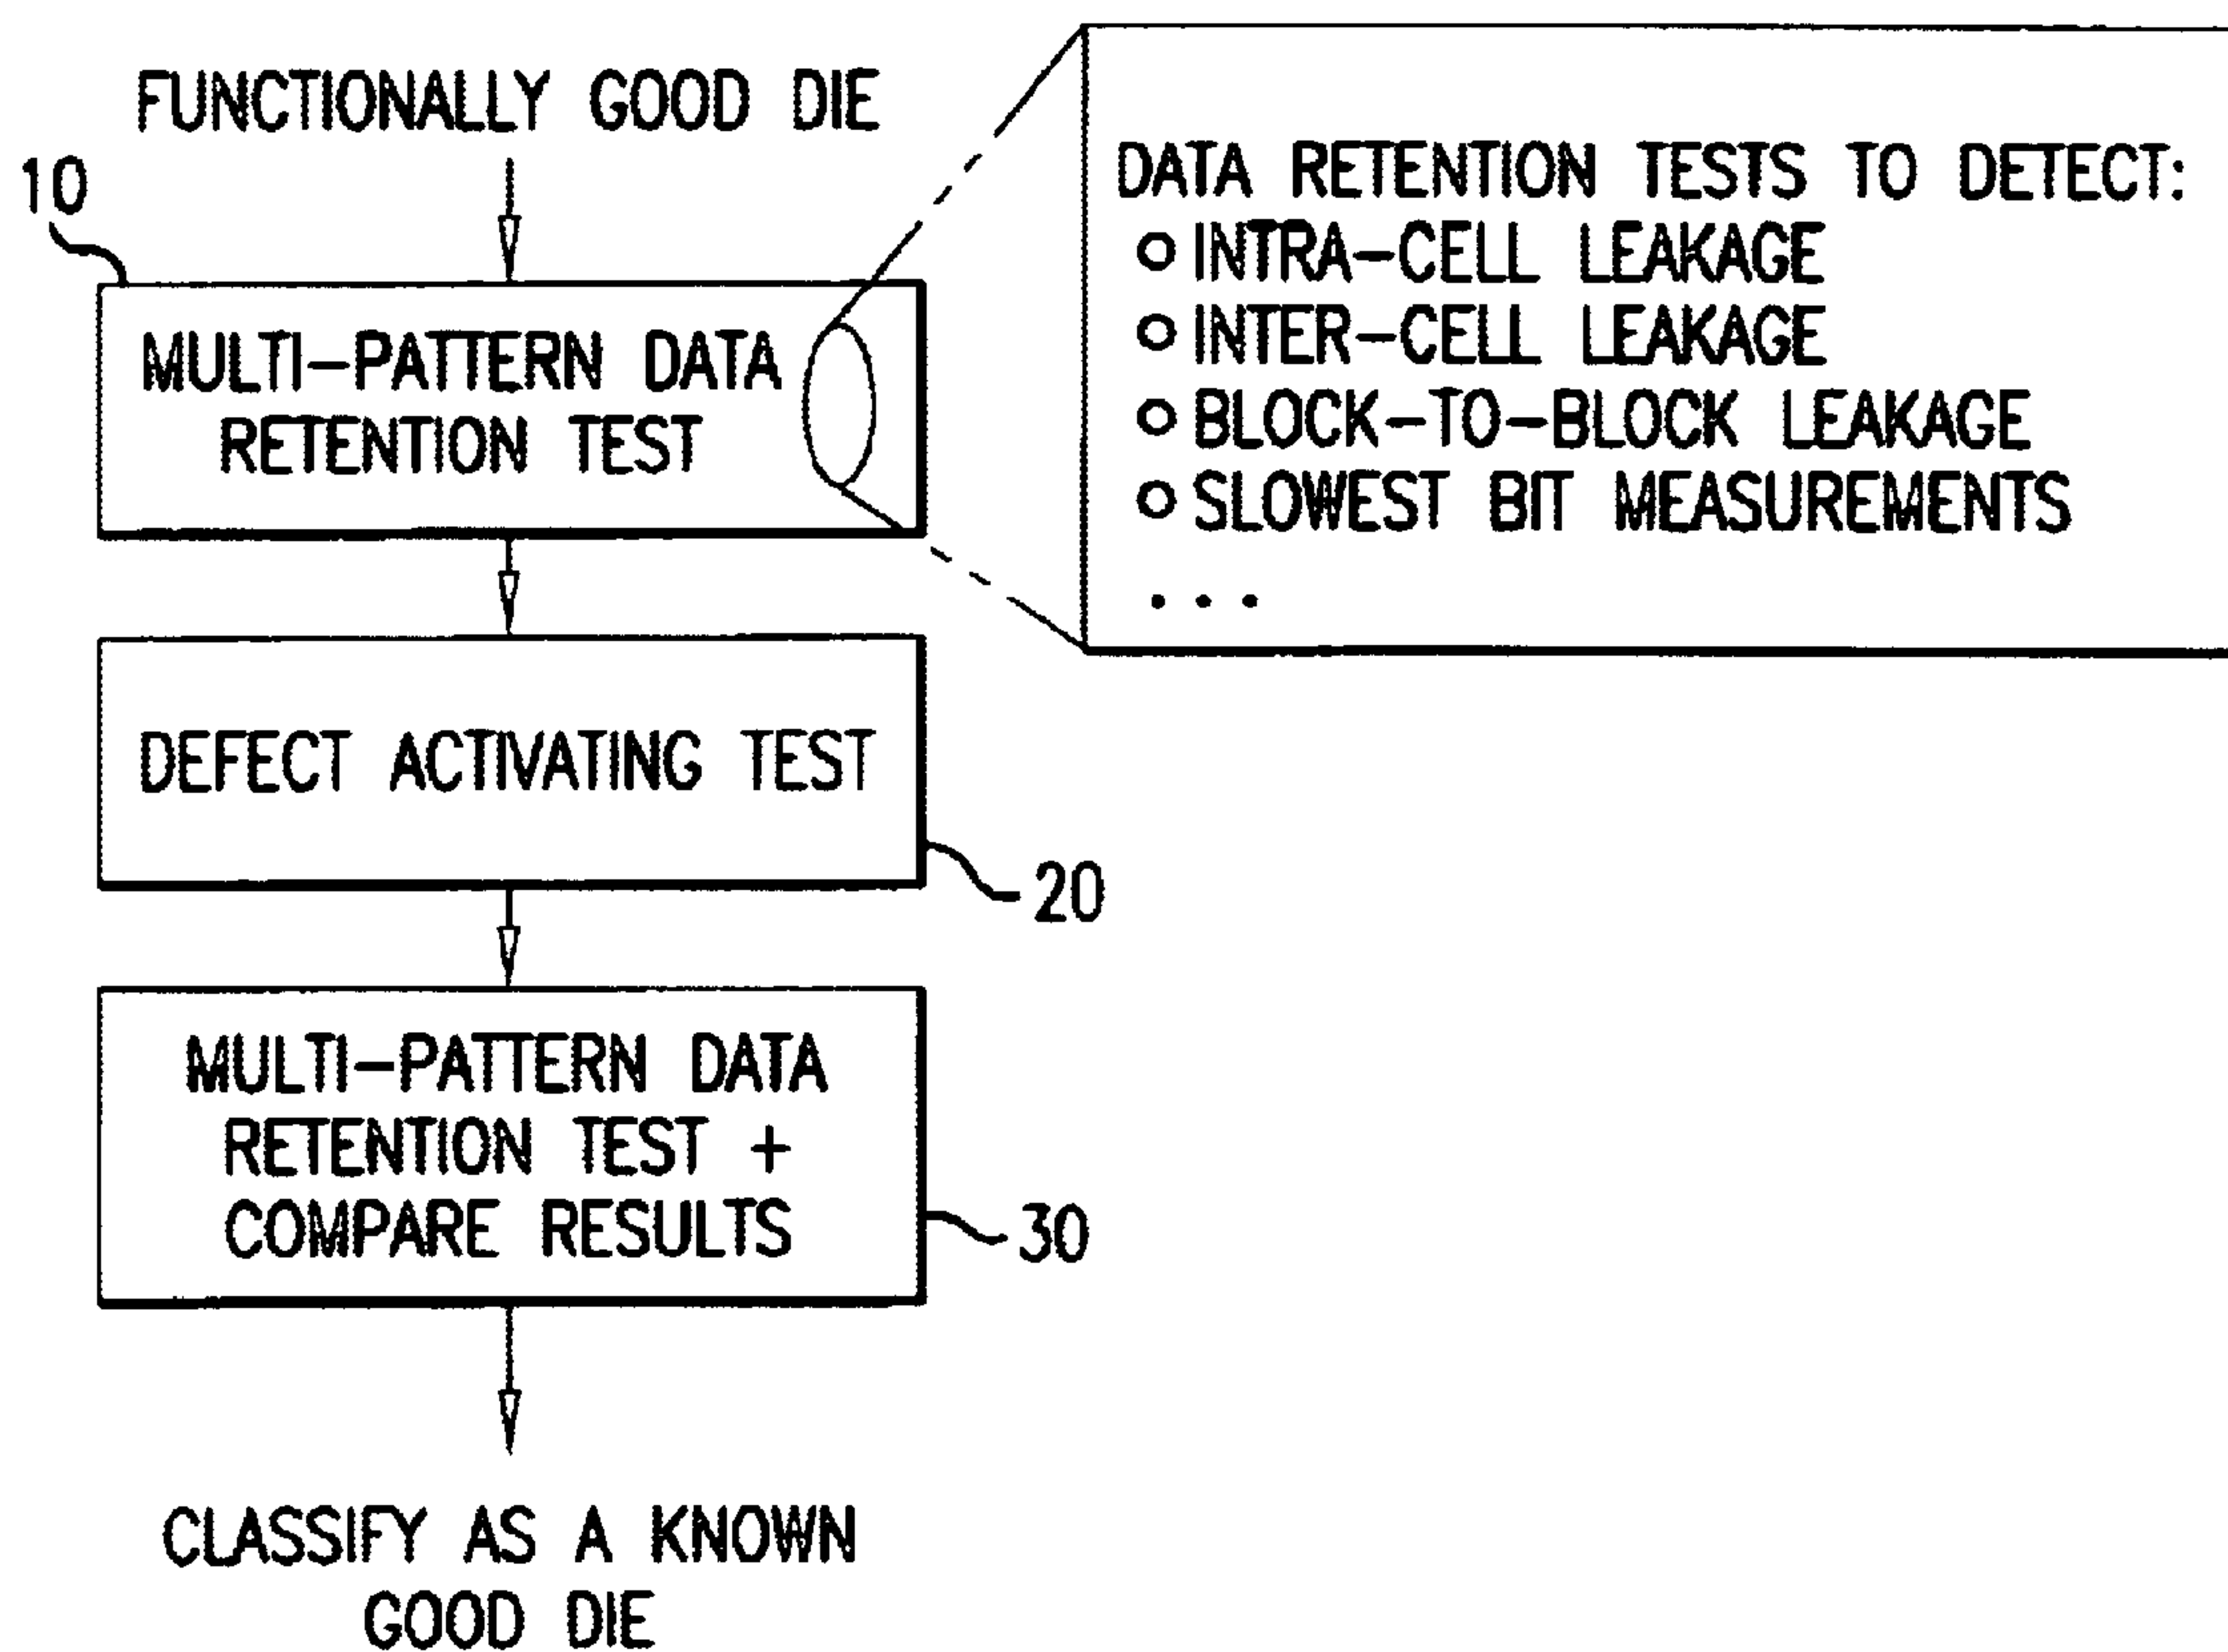 FUNCTIONALLY GOOD DIE
10
MULTI-PATTERN DATA
RETENTION TEST
DATA RETENTION TESTS TO DETECT:
○ INTRA-CELL LEAKAGE
○ INTER-CELL LEAKAGE
○ BLOCK-TO-BLOCK LEAKAGE
○ SLOWEST BIT MEASUREMENTS
...
DEFECT ACTIVATING TEST
20
MULTI-PATTERN DATA
RETENTION TEST +
COMPARE RESULTS
30
CLASSIFY AS A KNOWN
GOOD DIE